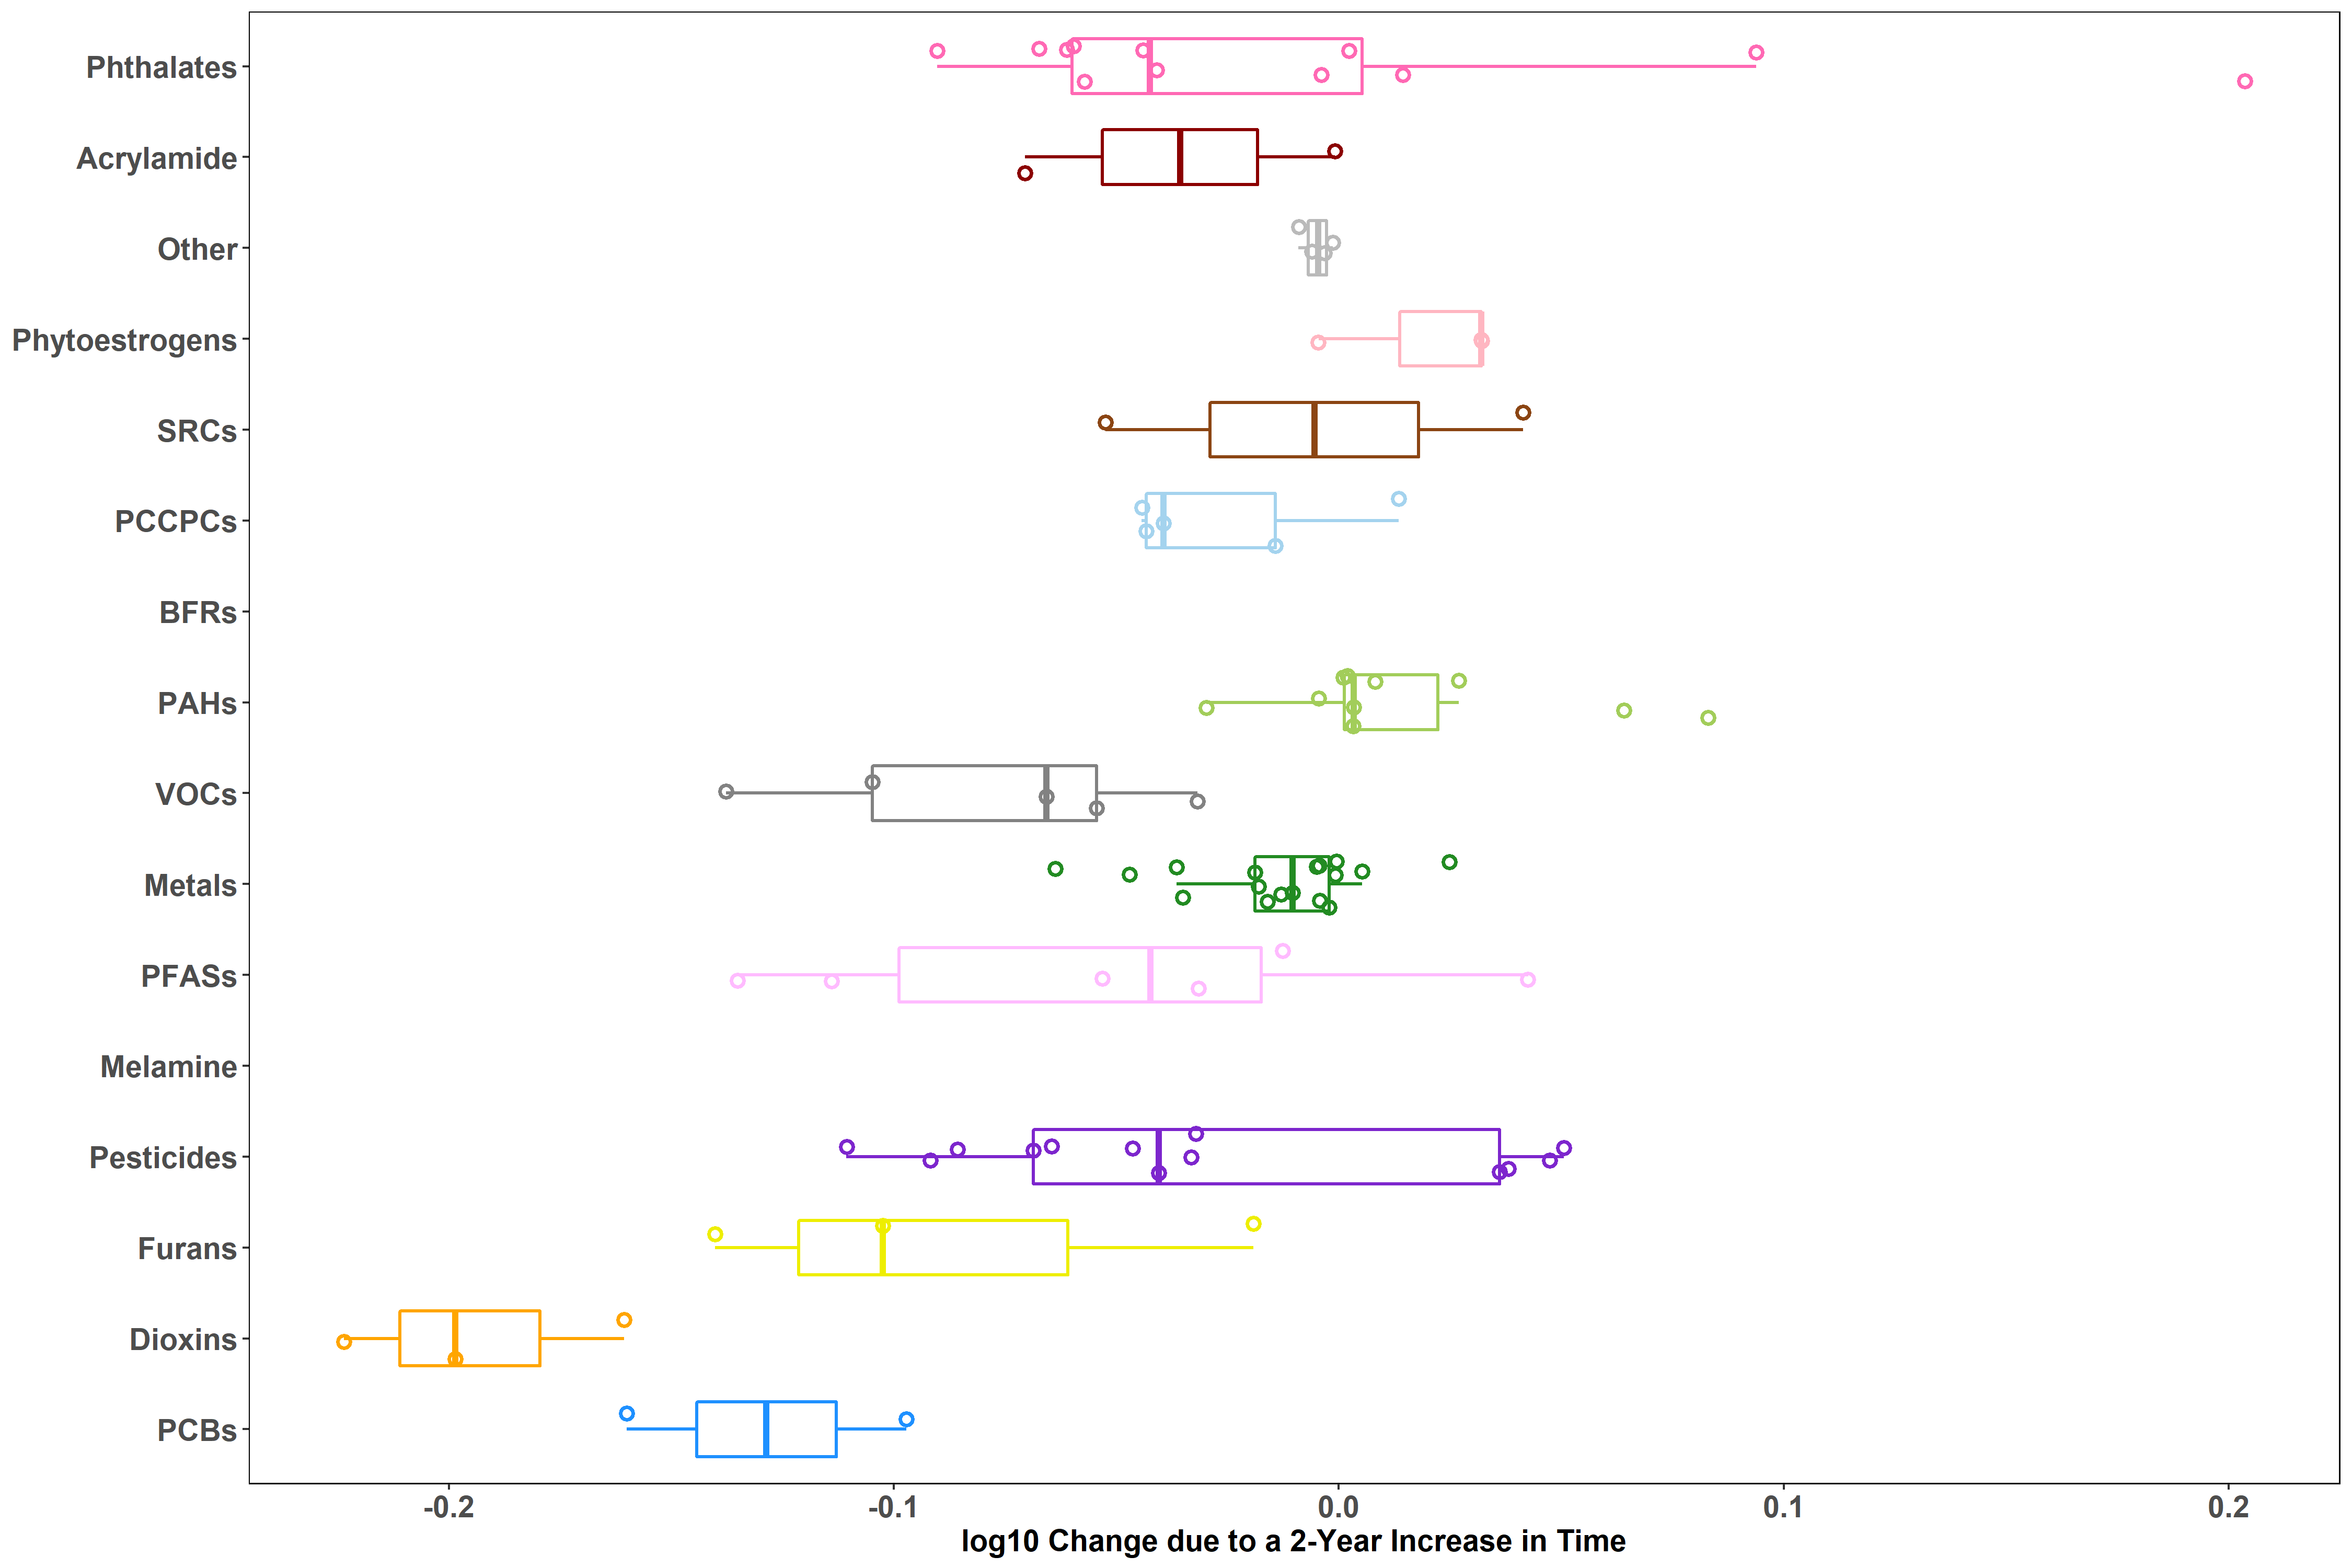 Phthalates
Acrylamide
Other
Phytoestrogens
SRCs
PCCPCs
BFRs
PAHs
VOCs
Metals
PFASs
Melamine
Pesticides
Furans
Dioxins
PCBs
-0.2 -0.1 0.0 0.1 0.2
log10 Change due to a 2-Year Increase in Time